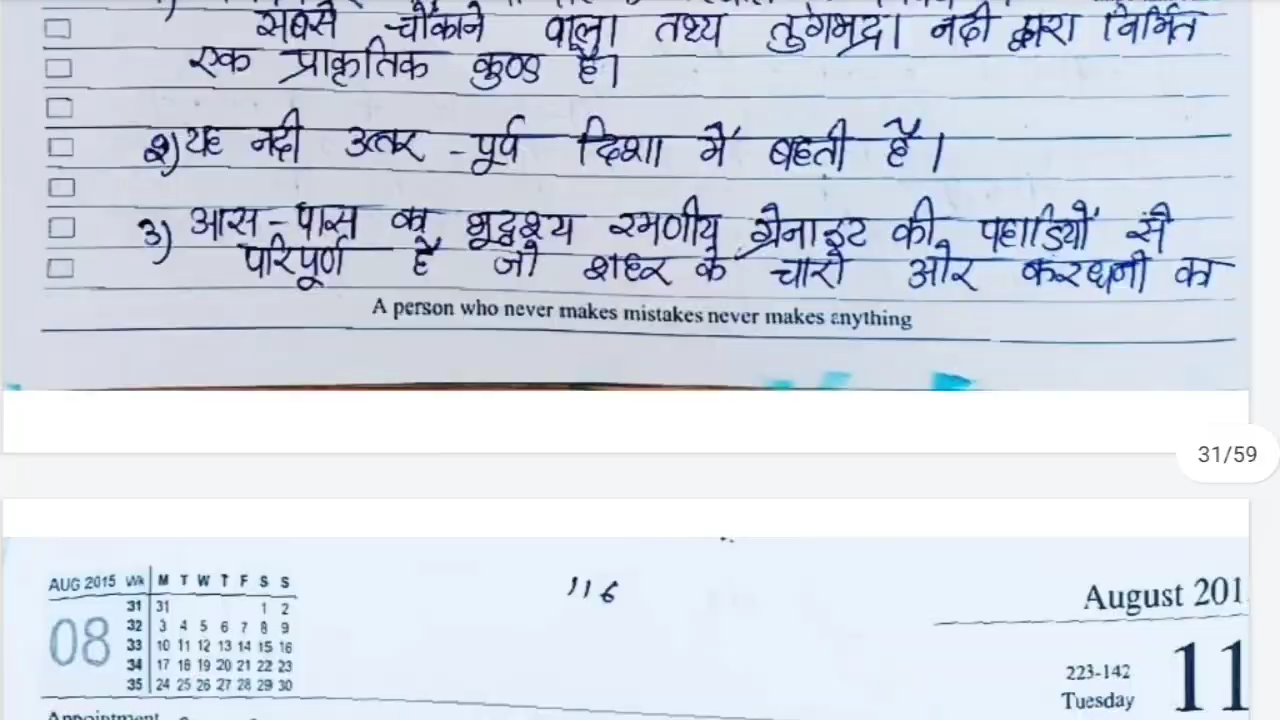 सबसे चौंकाने वाला तथ्य तुंगभद्रा नदी द्वारा निर्मित
एक प्राकृतिक कुण्ड है।
2) यह नदी उत्तर-पूर्व दिशा में बहती है।
3) आस-पास का भूदृश्य रमणीय ग्रेनाइट की पहाडियों से
परिपूर्ण है जो शहर के चारों ओर करधनी का
A person who never makes mistakes never makes anything
31/59
116
AUG 2015 Wk M T W T F S S
31 31 1 2
08 32 3 4 5 6 7 8 9
33 10 11 12 13 14 15 16
34 17 18 19 20 21 22 23
35 24 25 26 27 28 29 30
August 201
223-142 11
Tuesday
Appointment